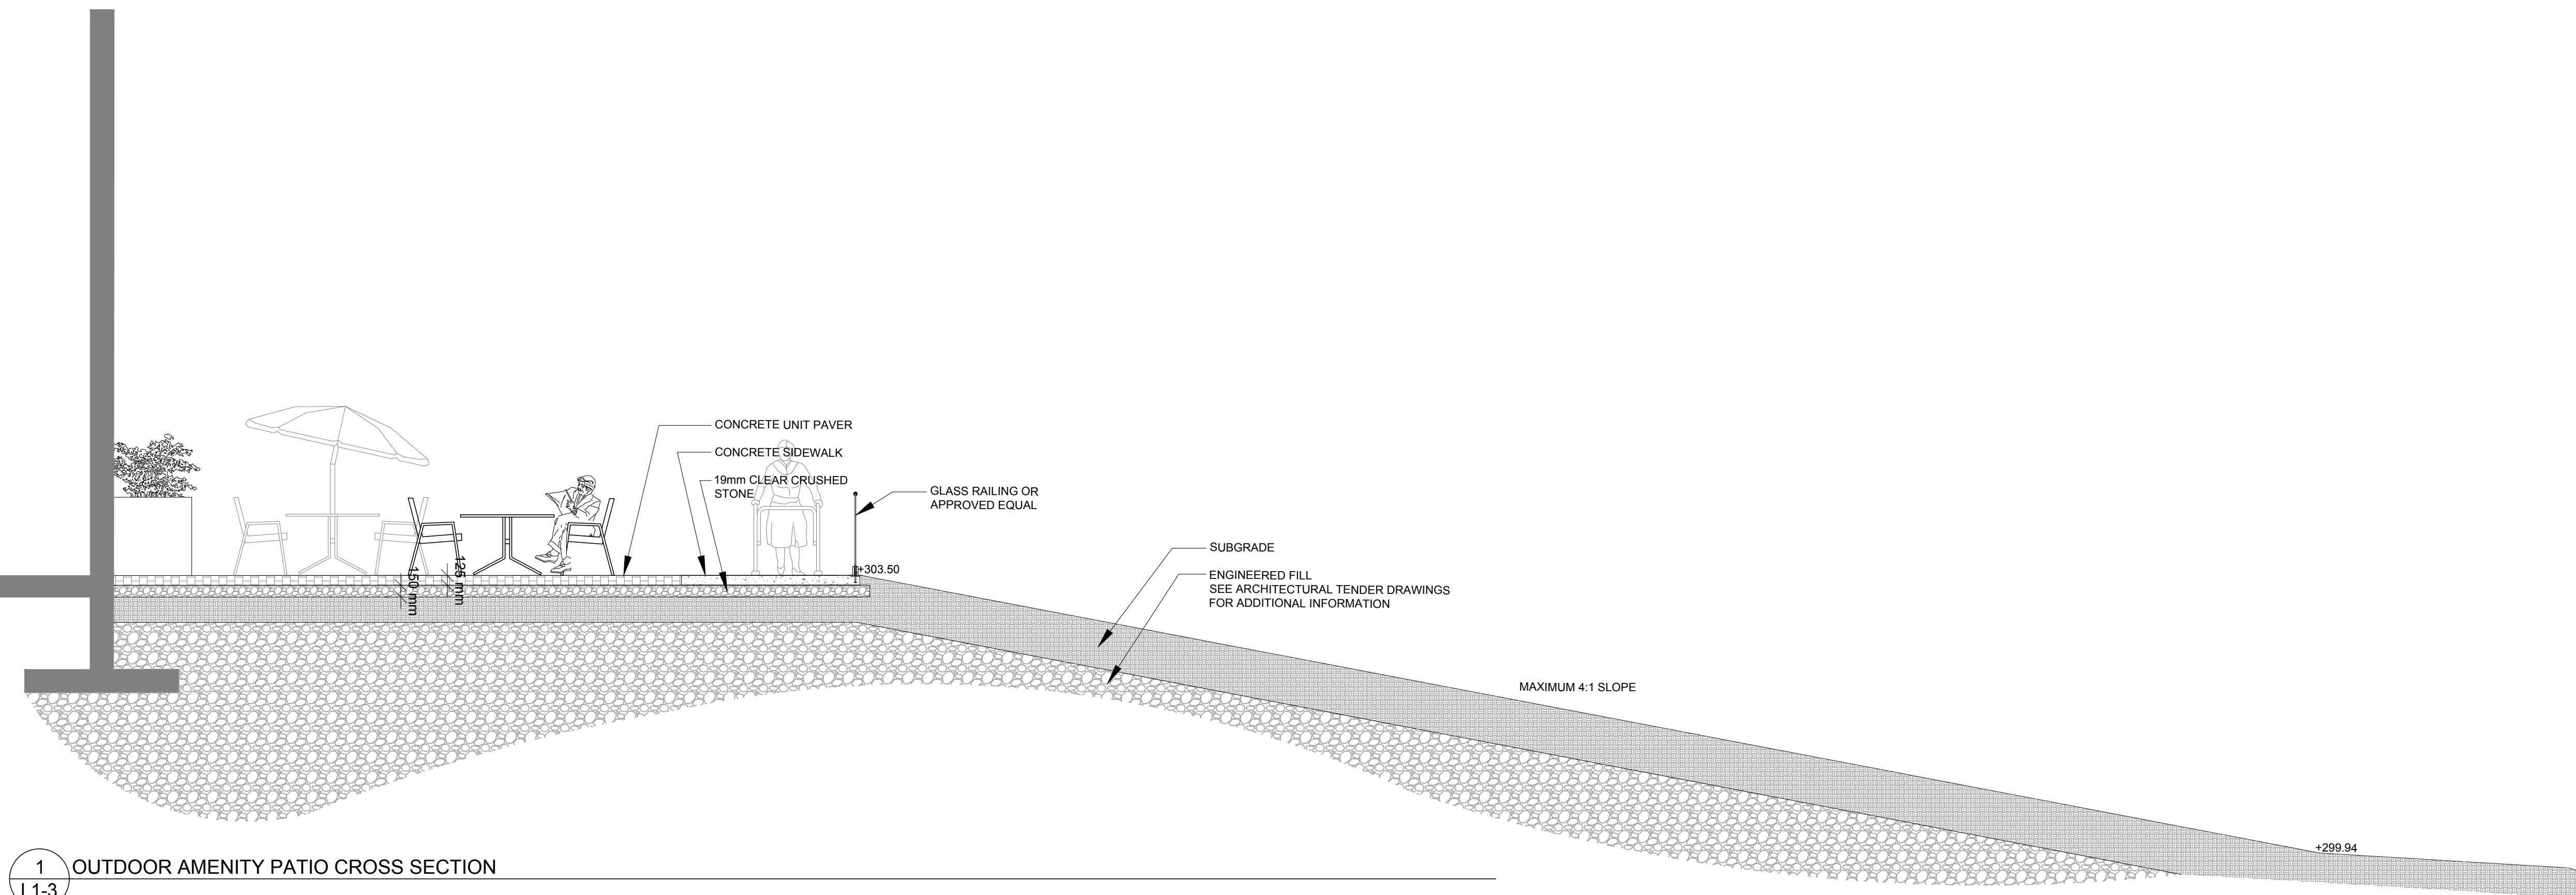 CONCRETE UNIT PAVER
CONCRETE SIDEWALK
19mm CLEAR CRUSHED
STONE
GLASS RAILING OR
APPROVED EQUAL
SUBGRADE
ENGINEERED FILL
SEE ARCHITECTURAL TENDER DRAWINGS
FOR ADDITIONAL INFORMATION
+303.50
150 mm
125 mm
MAXIMUM 4:1 SLOPE
+299.94
1
OUTDOOR AMENITY PATIO CROSS SECTION
L1-3